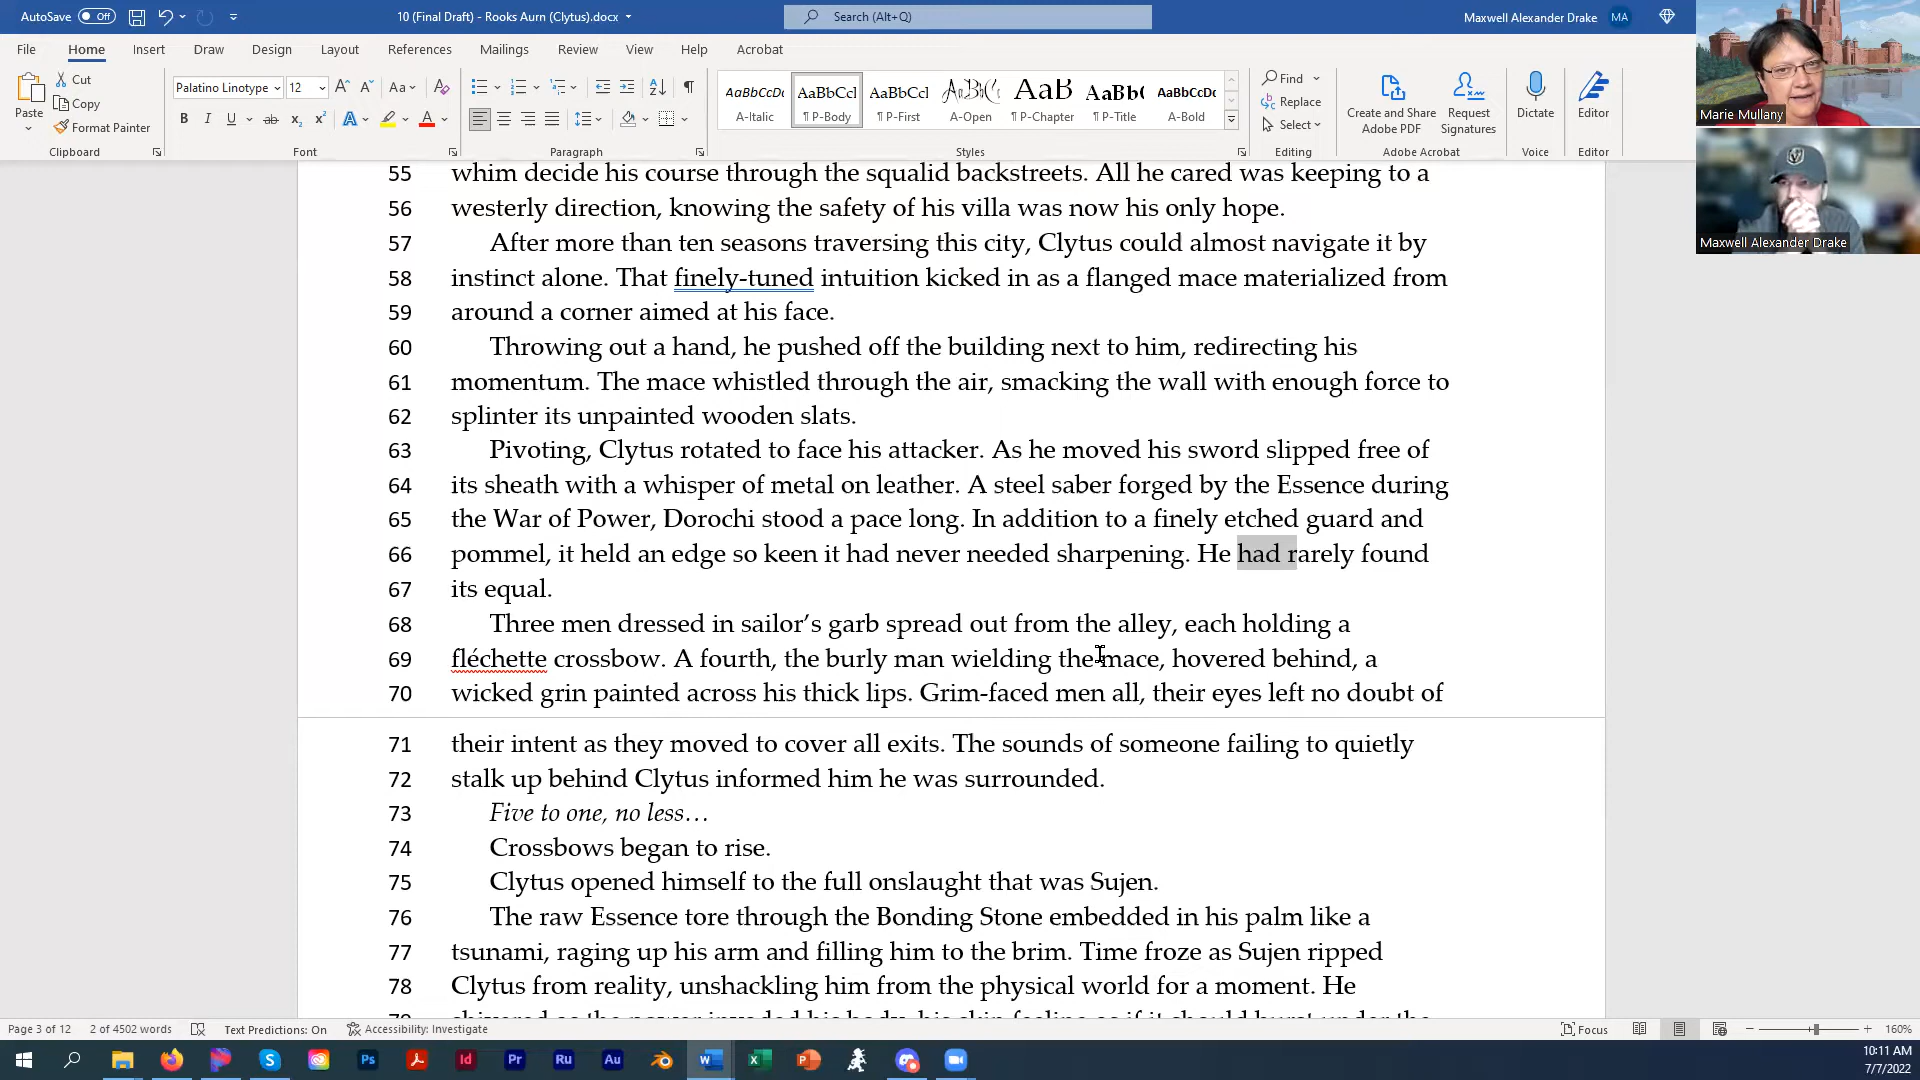 AutoSave Off 10 (Final Draft) - Rooks Aurn (Clytus).docx Search (Alt+Q) Maxwell Alexander Drake MA
File Home Insert Draw Design Layout References Mailings Review View Help Acrobat
Paste Cut Copy Format Painter
Palatino Linotype 12
AaBbCcDc AaBbCcI AaBbCcI AaBbC AaB AaBb( AaBbCcDc
A-Italic ¶ P-Body ¶ P-First A-Open ¶ P-Chapter ¶ P-Title A-Bold
Find Replace Select
Create and Share Adobe PDF Request Signatures Dictate Editor
Clipboard Font Paragraph Styles Editing Adobe Acrobat Voice Editor
Marie Mullany
Maxwell Alexander Drake
55 whim decide his course through the squalid backstreets. All he cared was keeping to a
56 westerly direction, knowing the safety of his villa was now his only hope.
57 After more than ten seasons traversing this city, Clytus could almost navigate it by
58 instinct alone. That finely-tuned intuition kicked in as a flanged mace materialized from
59 around a corner aimed at his face.
60 Throwing out a hand, he pushed off the building next to him, redirecting his
61 momentum. The mace whistled through the air, smacking the wall with enough force to
62 splinter its unpainted wooden slats.
63 Pivoting, Clytus rotated to face his attacker. As he moved his sword slipped free of
64 its sheath with a whisper of metal on leather. A steel saber forged by the Essence during
65 the War of Power, Dorochi stood a pace long. In addition to a finely etched guard and
66 pommel, it held an edge so keen it had never needed sharpening. He had rarely found
67 its equal.
68 Three men dressed in sailor’s garb spread out from the alley, each holding a
69 fléchette crossbow. A fourth, the burly man wielding the mace, hovered behind, a
70 wicked grin painted across his thick lips. Grim-faced men all, their eyes left no doubt of
71 their intent as they moved to cover all exits. The sounds of someone failing to quietly
72 stalk up behind Clytus informed him he was surrounded.
73 Five to one, no less…
74 Crossbows began to rise.
75 Clytus opened himself to the full onslaught that was Sujen.
76 The raw Essence tore through the Bonding Stone embedded in his palm like a
77 tsunami, raging up his arm and filling him to the brim. Time froze as Sujen ripped
78 Clytus from reality, unshackling him from the physical world for a moment. He
Page 3 of 12 2 of 4502 words Text Predictions: On Accessibility: Investigate Focus 160%
10:11 AM
7/7/2022